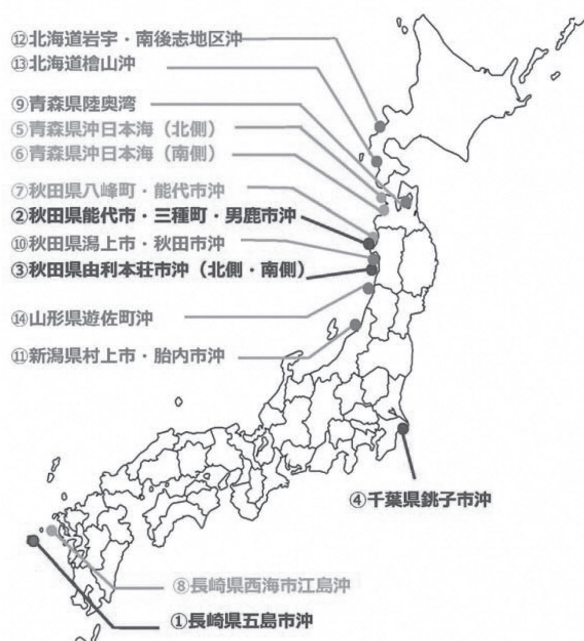 ⑫北海道岩宇・南後志地区沖
⑬北海道檜山沖
⑨青森県陸奥湾
⑤青森県沖日本海（北側）
⑥青森県沖日本海（南側）
⑦秋田県八峰町・能代市沖
②秋田県能代市・三種町・男鹿市沖
⑩秋田県潟上市・秋田市沖
③秋田県由利本荘市沖（北側・南側）
⑭山形県遊佐町沖
⑪新潟県村上市・胎内市沖
④千葉県銚子市沖
⑧長崎県西海市江島沖
①長崎県五島市沖